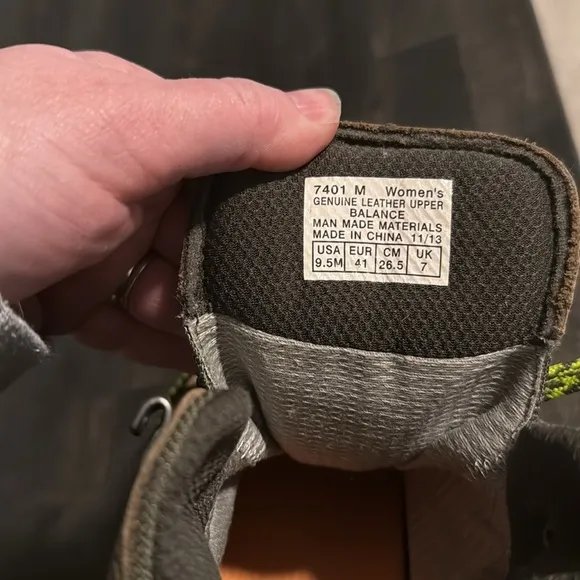 7401 M Women's
GENUINE LEATHER UPPER
BALANCE
MAN MADE MATERIALS
MADE IN CHINA 11/13
USA EUR CM UK
9.5M 41 26.5 7